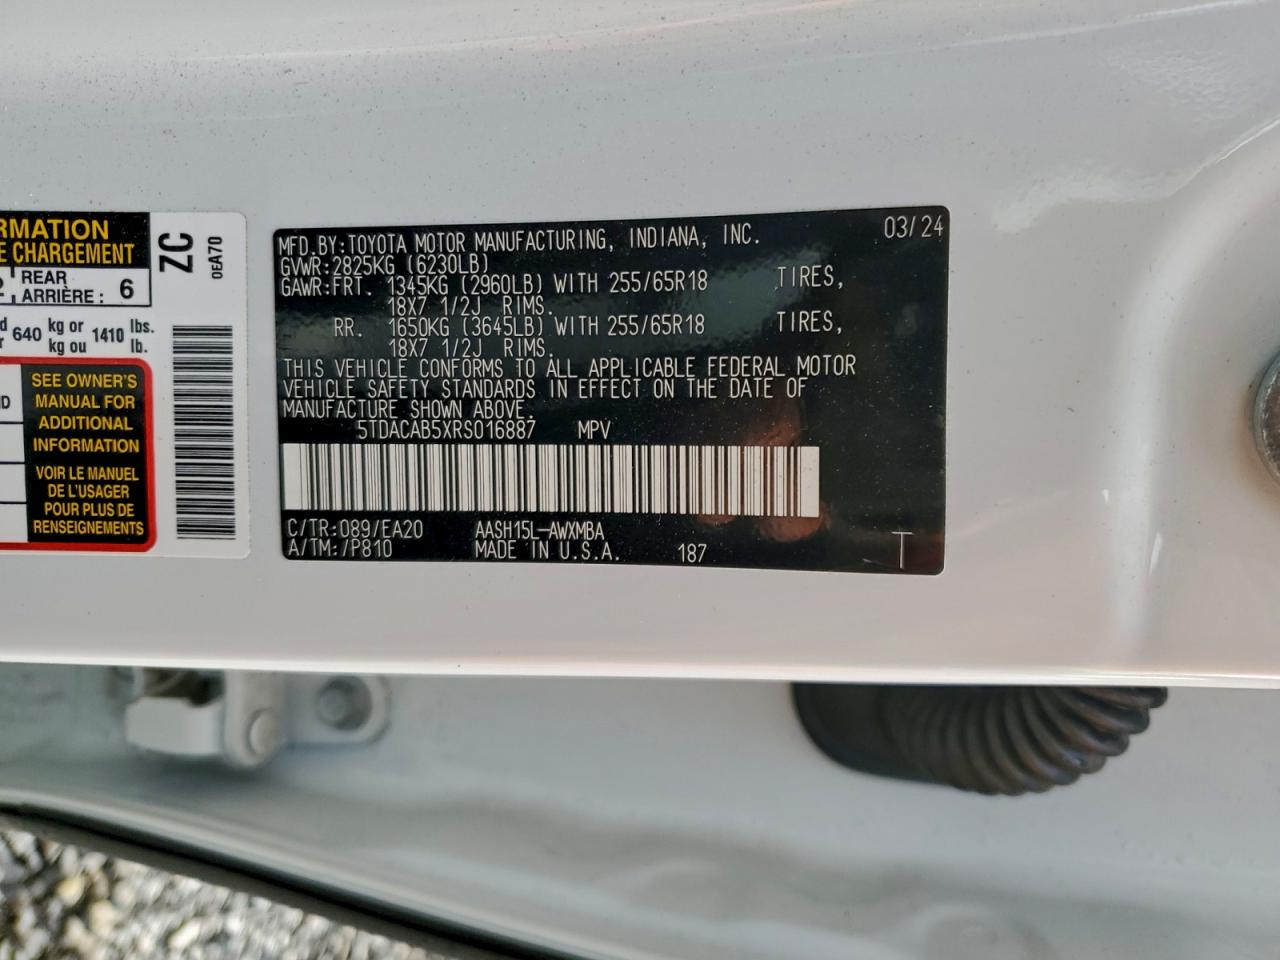 RMATION
E CHARGEMENT
REAR
ARRIÈRE : 6
640 kg or 1410 lbs.
kg ou lb.
SEE OWNER'S
MANUAL FOR
ADDITIONAL
INFORMATION
VOIR LE MANUEL
DE L'USAGER
POUR PLUS DE
RENSEIGNEMENTS
ZC
0EA70
MFD.BY:TOYOTA MOTOR MANUFACTURING, INDIANA, INC. 03/24
GVWR:2825KG (6230LB)
GAWR:FRT. 1345KG (2960LB) WITH 255/65R18 TIRES,
18X7 1/2J RIMS.
RR. 1650KG (3645LB) WITH 255/65R18 TIRES,
18X7 1/2J RIMS.
THIS VEHICLE CONFORMS TO ALL APPLICABLE FEDERAL MOTOR
VEHICLE SAFETY STANDARDS IN EFFECT ON THE DATE OF
MANUFACTURE SHOWN ABOVE.
5TDACAB5XRS016887 MPV
C/TR:089/EA20 AASH15L-AWXMBA
A/TM:/P810 MADE IN U.S.A. 187 T